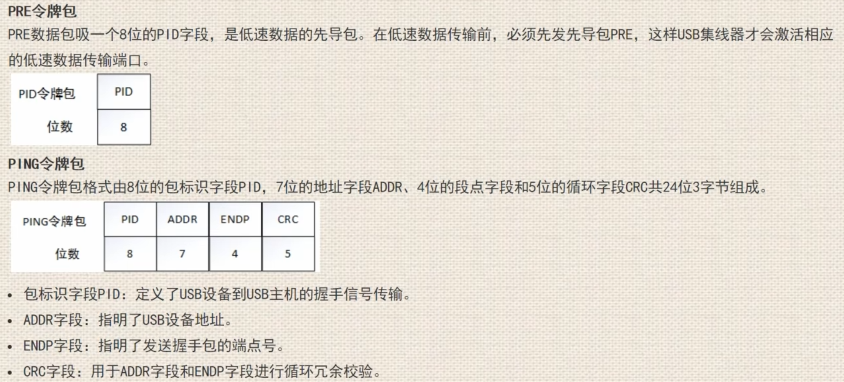 PRE令牌包
PRE数据包吸一个8位的PID字段，是低速数据的先导包。在低速数据传输前，必须先发先导包PRE，这样USB集线器才会激活相应
的低速数据传输端口。
PID令牌包 PID
位数 8
PING令牌包
PING令牌包格式由8位的包标识字段PID，7位的地址字段ADDR、4位的段点字段和5位的循环字段CRC共24位3字节组成。
PING令牌包 PID ADDR ENDP CRC
位数 8 7 4 5
• 包标识字段PID：定义了USB设备到USB主机的握手信号传输。
• ADDR字段：指明了USB设备地址。
• ENDP字段：指明了发送握手包的端点号。
• CRC字段：用于ADDR字段和ENDP字段进行循环冗余校验。